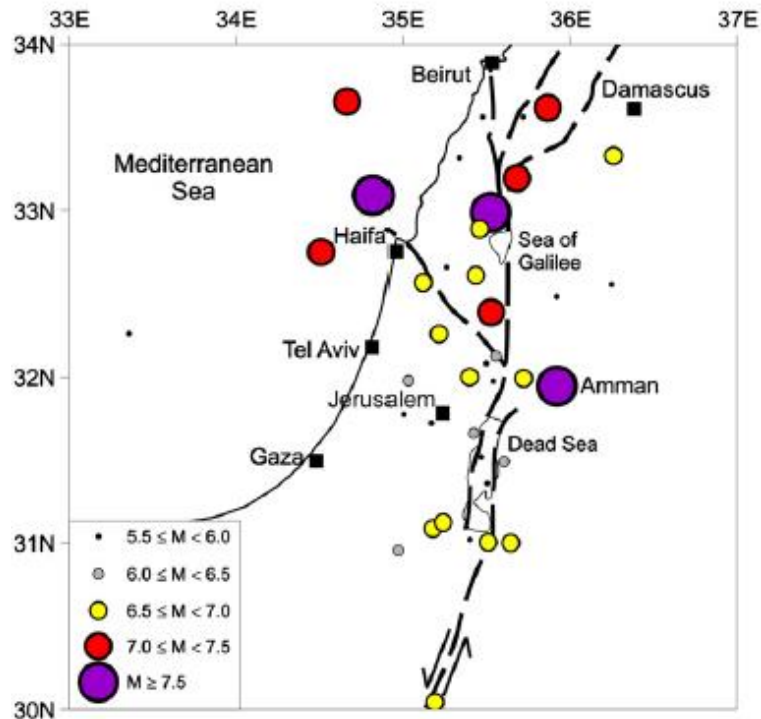 33E 34E 35E 36E 37E
34N
Beirut
Damascus
Mediterranean
Sea
33N
Haifa
Sea of
Galilee
Tel Aviv
32N
Amman
Jerusalem
Dead Sea
Gaza
31N
5.5 ≤ M < 6.0
6.0 ≤ M < 6.5
6.5 ≤ M < 7.0
7.0 ≤ M < 7.5
M ≥ 7.5
30N